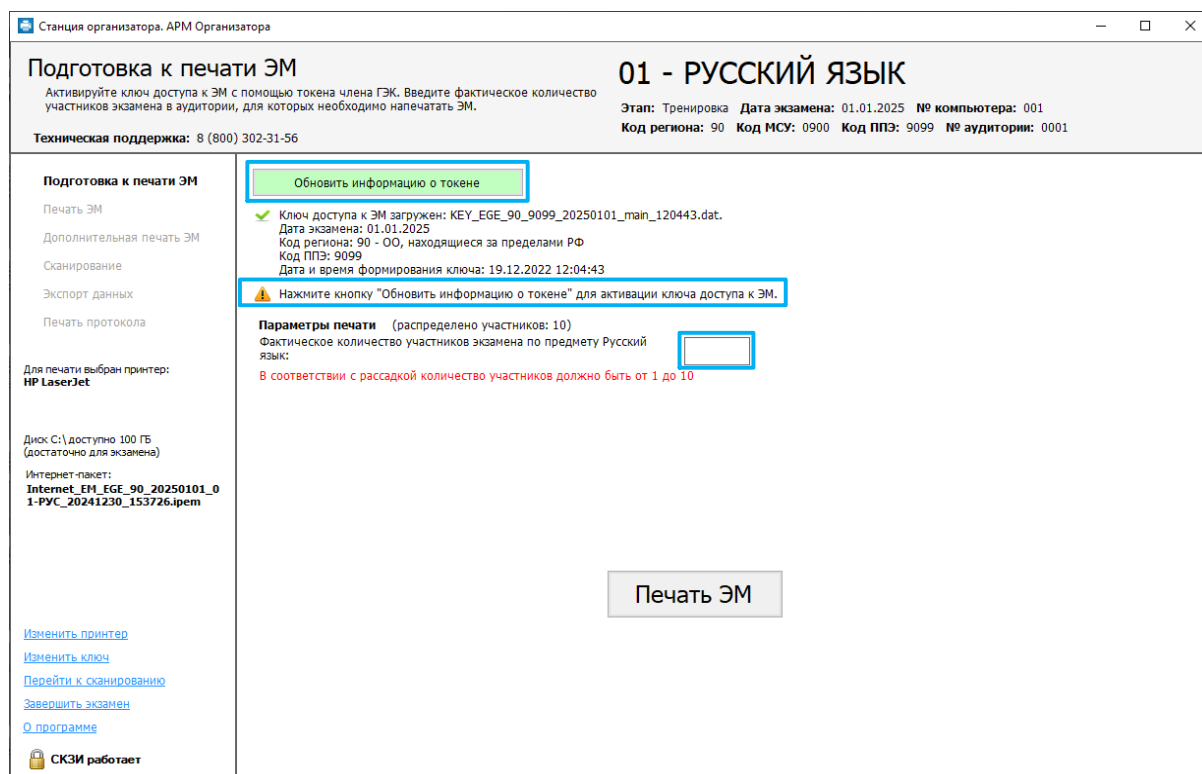 Станция организатора. АРМ Организатора
Подготовка к печати ЭМ
Активируйте ключ доступа к ЭМ с помощью токена члена ГЭК. Введите фактическое количество
участников экзамена в аудитории, для которых необходимо напечатать ЭМ.
Техническая поддержка: 8 (800) 302-31-56
01 - РУССКИЙ ЯЗЫК
Этап: Тренировка Дата экзамена: 01.01.2025 № компьютера: 001
Код региона: 90 Код МСУ: 0900 Код ППЭ: 9099 № аудитории: 0001
Подготовка к печати ЭМ
Печать ЭМ
Дополнительная печать ЭМ
Сканирование
Экспорт данных
Печать протокола
Для печати выбран принтер:
HP LaserJet
Диск C:\ доступно 100 ГБ
(достаточно для экзамена)
Интернет-пакет:
Internet_EM_EGE_90_20250101_0
1-РУС_20241230_153726.ipem
Изменить принтер
Изменить ключ
Перейти к сканированию
Завершить экзамен
О программе
СКЗИ работает
Обновить информацию о токене
Ключ доступа к ЭМ загружен: KEY_EGE_90_9099_20250101_main_120443.dat.
Дата экзамена: 01.01.2025
Код региона: 90 - ОО, находящиеся за пределами РФ
Код ППЭ: 9099
Дата и время формирования ключа: 19.12.2022 12:04:43
Нажмите кнопку "Обновить информацию о токене" для активации ключа доступа к ЭМ.
Параметры печати (распределено участников: 10)
Фактическое количество участников экзамена по предмету Русский
язык:
В соответствии с рассадкой количество участников должно быть от 1 до 10
Печать ЭМ